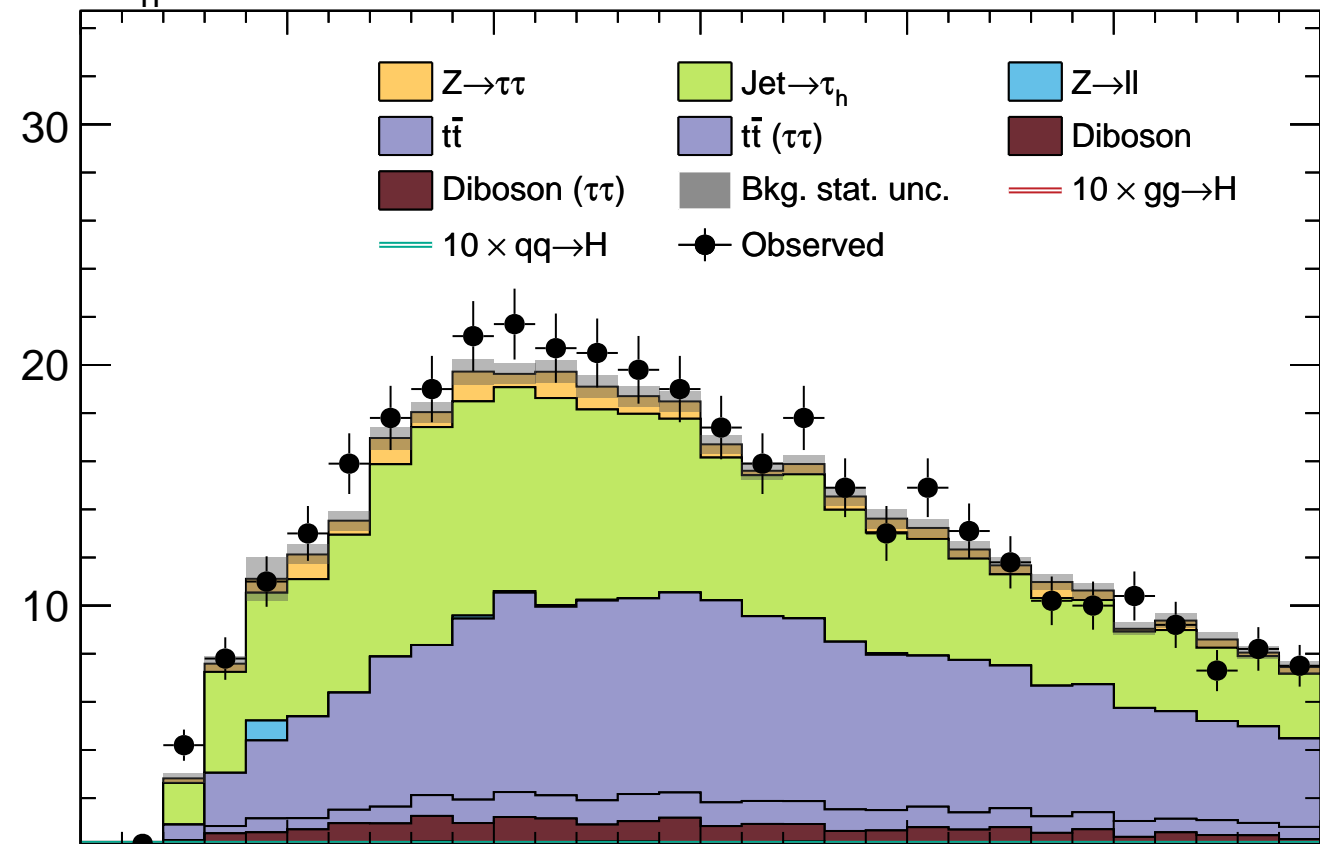 H
Z→ττ Jet→τh Z→ll
30
tt̄ tt̄ (ττ) Diboson
Diboson (ττ) Bkg. stat. unc. 10 × gg→H
10 × qq→H Observed
20
10